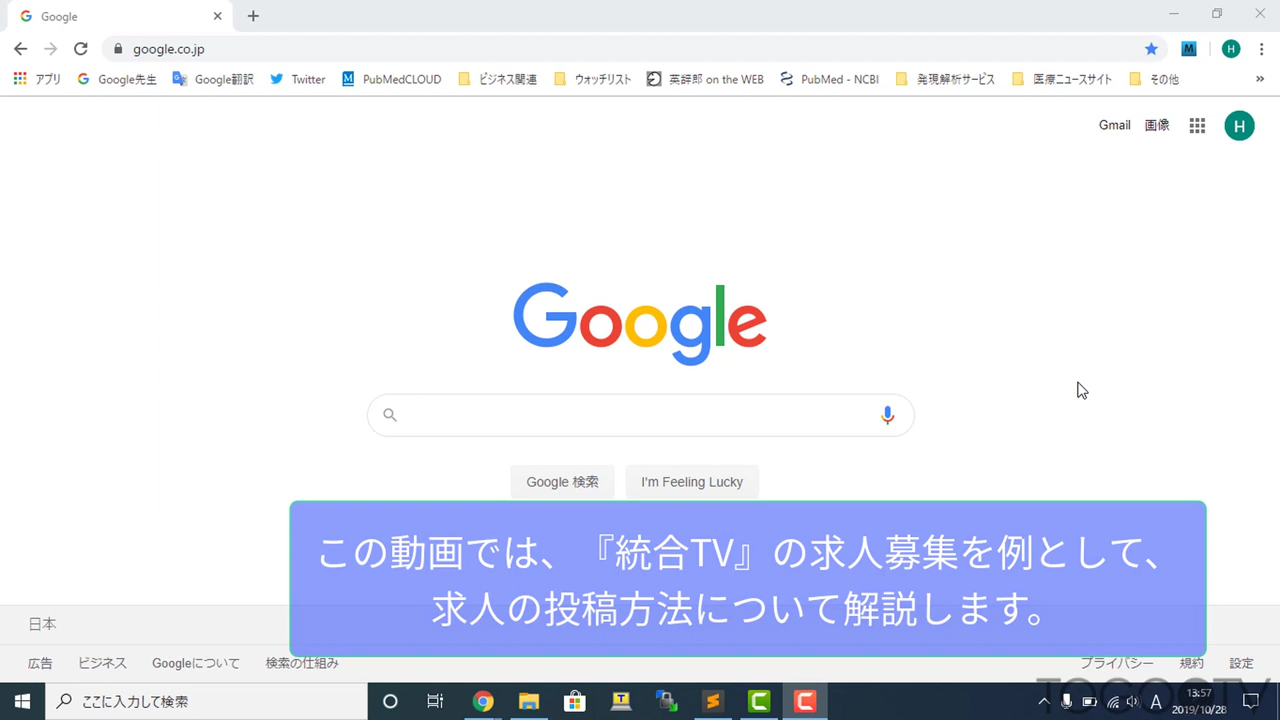 Google
google.co.jp
H
アプリ Google先生 Google翻訳 Twitter PubMedCLOUD ビジネス関連 ウォッチリスト 英辞郎 on the WEB PubMed - NCBI 発現解析サービス 医療ニュースサイト その他 »
Gmail 画像 H
Google
Google 検索 I'm Feeling Lucky
この動画では、『統合TV』の求人募集を例として、
求人の投稿方法について解説します。
日本
広告 ビジネス Googleについて 検索の仕組み プライバシー 規約 設定
TOGOTV
ここに入力して検索 A 13:57
2019/10/28